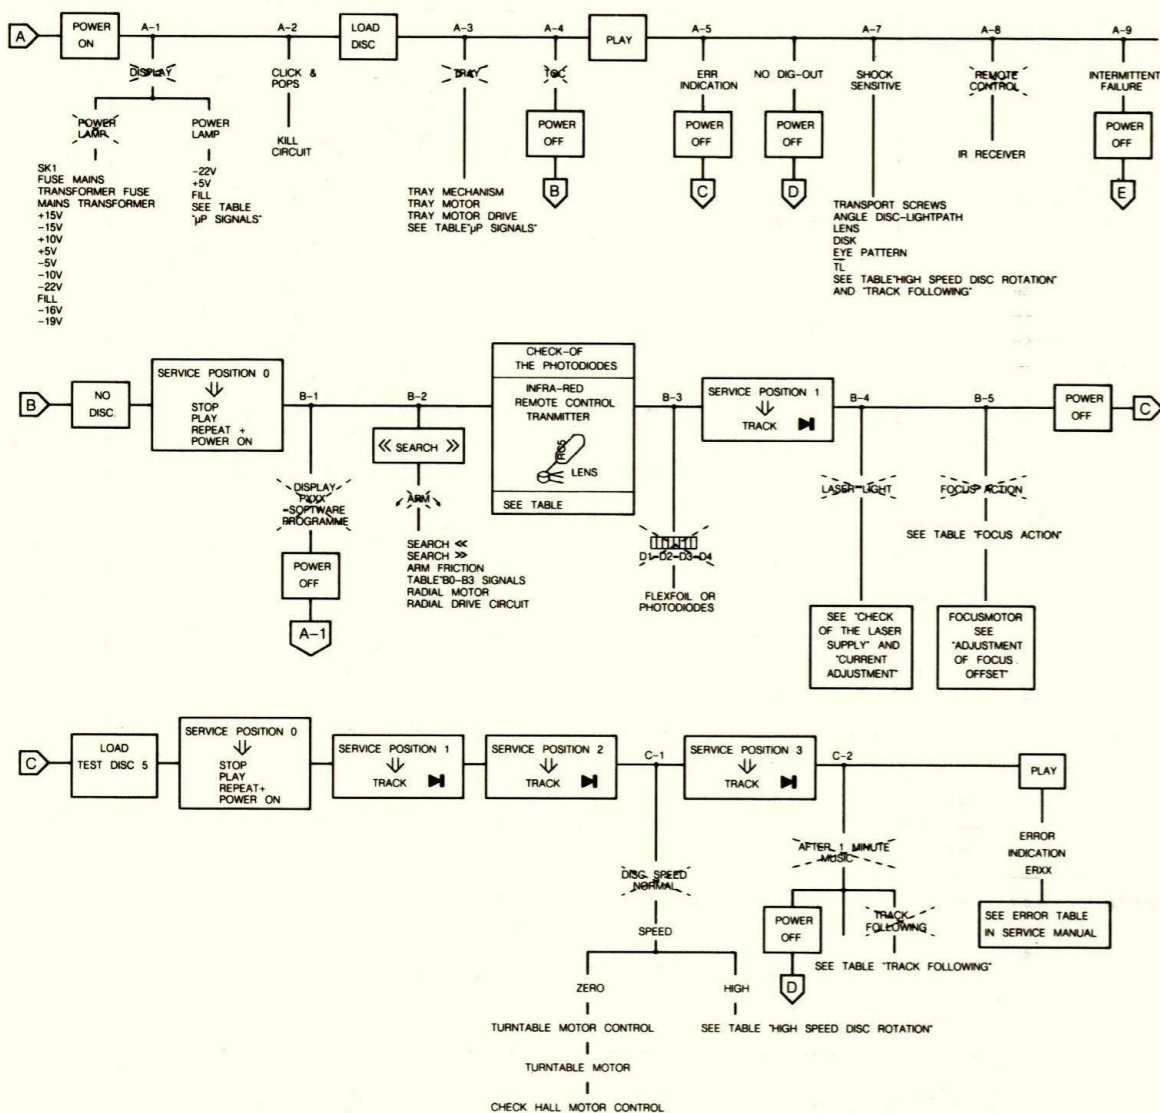 A
POWER
ON
A-1
A-2
LOAD
DISC
A-3
A-4
PLAY
A-5
A-7
A-8
A-9
DISPLAY
POWER
LAMP
SK1
FUSE MAINS
TRANSFORMER FUSE
MAINS TRANSFORMER
+15V
-15V
+10V
+5V
-5V
-10V
-22V
FILL
-16V
-19V
POWER
LAMP
-22V
+5V
FILL
SEE TABLE
"µP SIGNALS"
CLICK &
POPS
KILL
CIRCUIT
TRAY
TRAY MECHANISM
TRAY MOTOR
TRAY MOTOR DRIVE
SEE TABLE"µP SIGNALS"
TOC
POWER
OFF
B
ERR
INDICATION
POWER
OFF
C
NO DIG-OUT
POWER
OFF
D
SHOCK
SENSITIVE
TRANSPORT SCREWS
ANGLE DISC-LIGHTPATH
LENS
DISK
EYE PATTERN
TL
SEE TABLE"HIGH SPEED DISC ROTATION"
AND "TRACK FOLLOWING"
REMOTE
CONTROL
IR RECEIVER
INTERMITTENT
FAILURE
POWER
OFF
E
B
NO
DISC.
SERVICE POSITION 0
⇓
STOP
PLAY
REPEAT +
POWER ON
B-1
DISPLAY
PXXX
=SOFTWARE
PROGRAMME
POWER
OFF
A-1
B-2
≪ SEARCH ≫
ARM
SEARCH ≪
SEARCH ≫
ARM FRICTION
TABLE"B0-B3 SIGNALS
RADIAL MOTOR
RADIAL DRIVE CIRCUIT
CHECK-OF
THE PHOTODIODES
INFRA-RED
REMOTE CONTROL
TRANMITTER
RC5
LENS
SEE TABLE
B-3
D1-D2-D3-D4
FLEXFOIL OR
PHOTODIODES
SERVICE POSITION 1
⇓
TRACK ▶▌
B-4
LASER-LIGHT
SEE "CHECK
OF THE LASER
SUPPLY" AND
"CURRENT
ADJUSTMENT"
B-5
FOCUS ACTION
SEE TABLE "FOCUS ACTION"
FOCUSMOTOR
SEE
"ADJUSTMENT
OF FOCUS
OFFSET"
POWER
OFF
C
C
LOAD
TEST DISC 5
SERVICE POSITION 0
⇓
STOP
PLAY
REPEAT+
POWER ON
SERVICE POSITION 1
⇓
TRACK ▶▌
SERVICE POSITION 2
⇓
TRACK ▶▌
C-1
DISC SPEED
NORMAL
SPEED
ZERO
TURNTABLE MOTOR CONTROL
TURNTABLE MOTOR
CHECK HALL MOTOR CONTROL
HIGH
SEE TABLE "HIGH SPEED DISC ROTATION"
SERVICE POSITION 3
⇓
TRACK ▶▌
C-2
AFTER 1 MINUTE
MUSIC
POWER
OFF
D
TRACK
FOLLOWING
SEE TABLE "TRACK FOLLOWING"
PLAY
ERROR
INDICATION
ERXX
SEE ERROR TABLE
IN SERVICE MANUAL